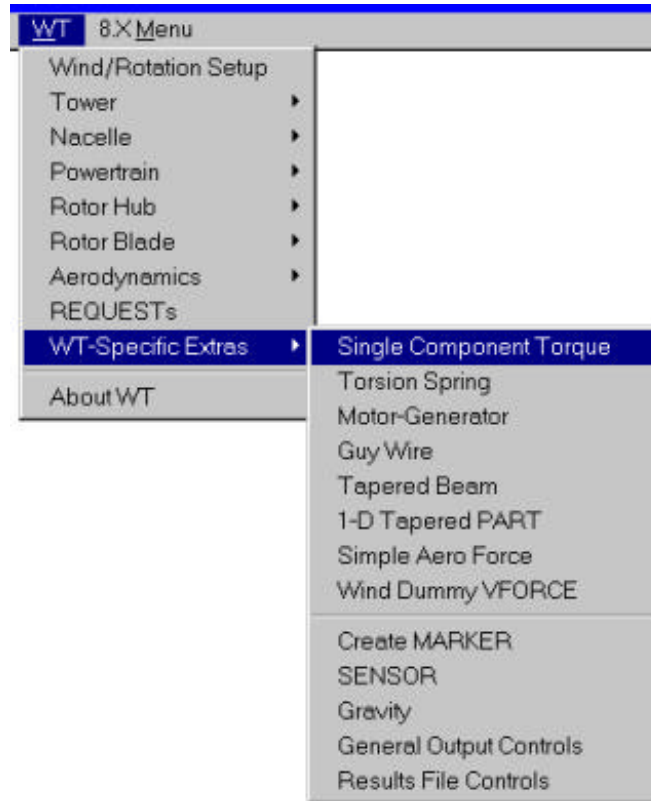 WT 8.X Menu
Wind/Rotation Setup
Tower
Nacelle
Powertrain
Rotor Hub
Rotor Blade
Aerodynamics
REQUESTs
WT-Specific Extras
About WT
Single Component Torque
Torsion Spring
Motor-Generator
Guy Wire
Tapered Beam
1-D Tapered PART
Simple Aero Force
Wind Dummy VFORCE
Create MARKER
SENSOR
Gravity
General Output Controls
Results File Controls